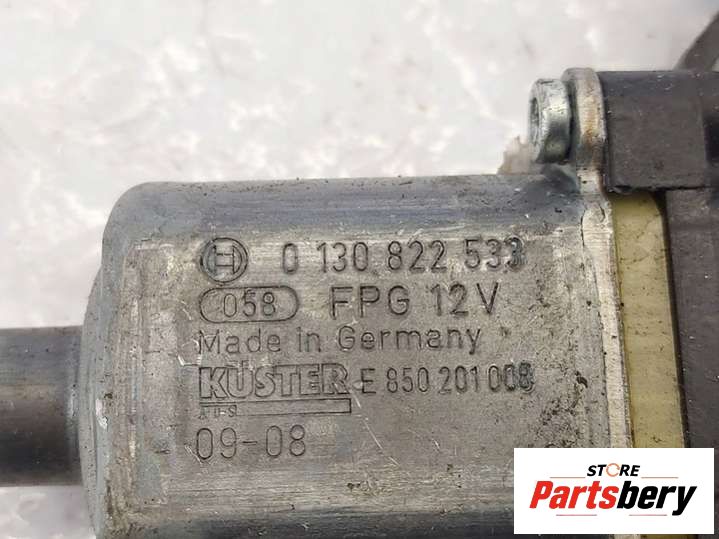 0 130 822 533
058 FPG 12V
Made in Germany
KÜSTER E 850 201 008
09-08
STORE
Partsbery